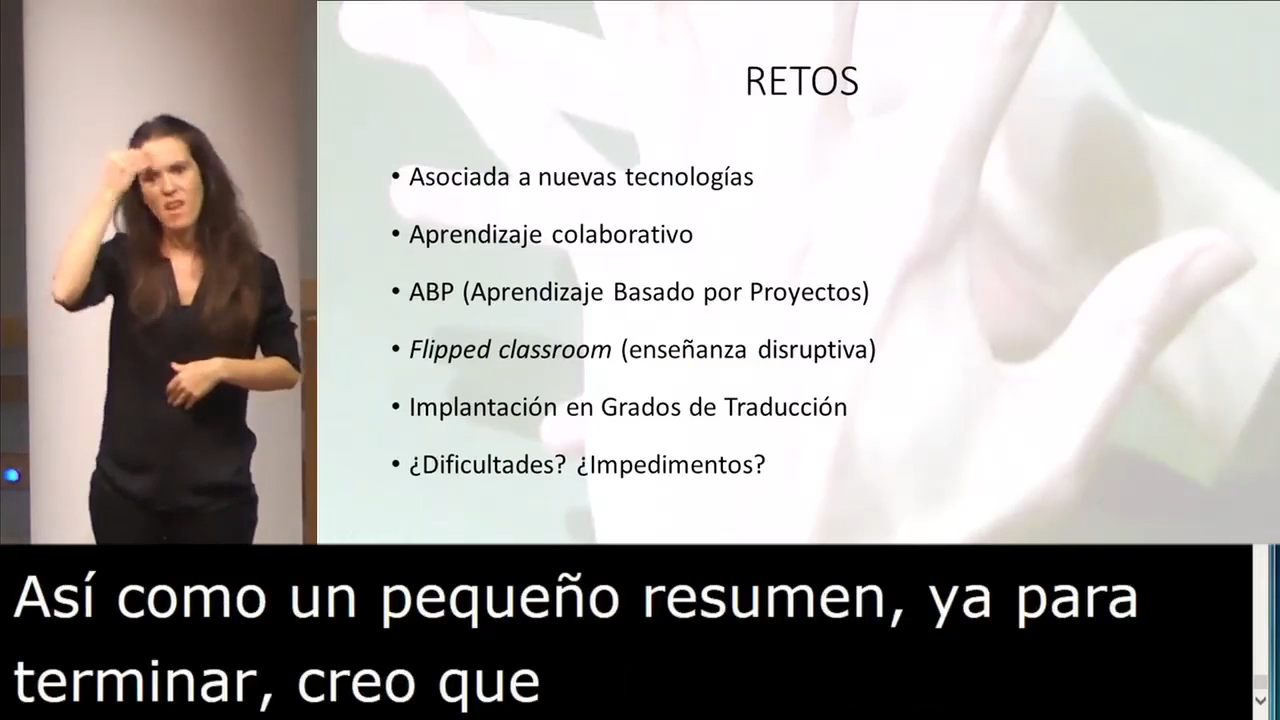 RETOS
• Asociada a nuevas tecnologías
• Aprendizaje colaborativo
• ABP (Aprendizaje Basado por Proyectos)
• Flipped classroom (enseñanza disruptiva)
• Implantación en Grados de Traducción
• ¿Dificultades? ¿Impedimentos?
Así como un pequeño resumen, ya para
terminar, creo que